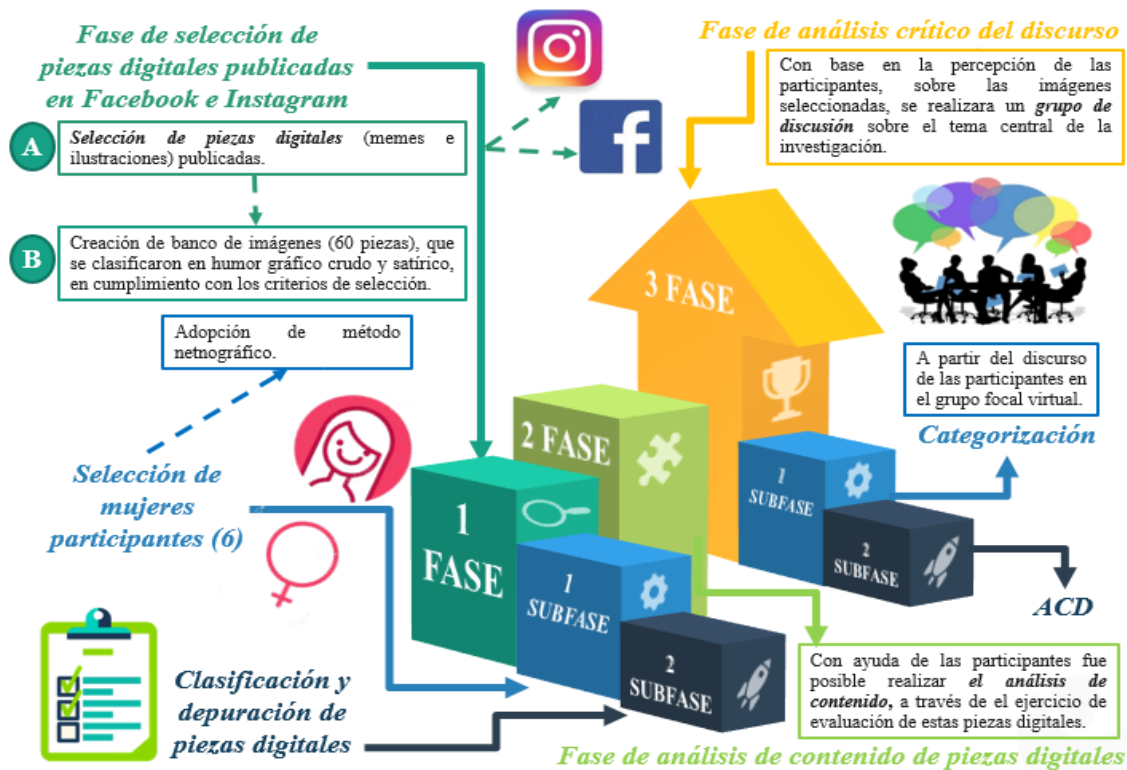 Fase de selección de
piezas digitales publicadas
en Facebook e Instagram
A
Selección de piezas digitales (memes e
ilustraciones) publicadas.
B
Creación de banco de imágenes (60 piezas), que
se clasificaron en humor gráfico crudo y satírico,
en cumplimiento con los criterios de selección.
Adopción de método
netnográfico.
Selección de
mujeres
participantes (6)
Clasificación y
depuración de
piezas digitales
Fase de análisis crítico del discurso
Con base en la percepción de las
participantes, sobre las imágenes
seleccionadas, se realizara un grupo de
discusión sobre el tema central de la
investigación.
3 FASE
2 FASE
1
FASE
1
SUBFASE
2
SUBFASE
1
SUBFASE
2
SUBFASE
A partir del discurso
de las participantes en
el grupo focal virtual.
Categorización
ACD
Con ayuda de las participantes fue
posible realizar el análisis de
contenido, a través de el ejercicio de
evaluación de estas piezas digitales.
Fase de análisis de contenido de piezas digitales